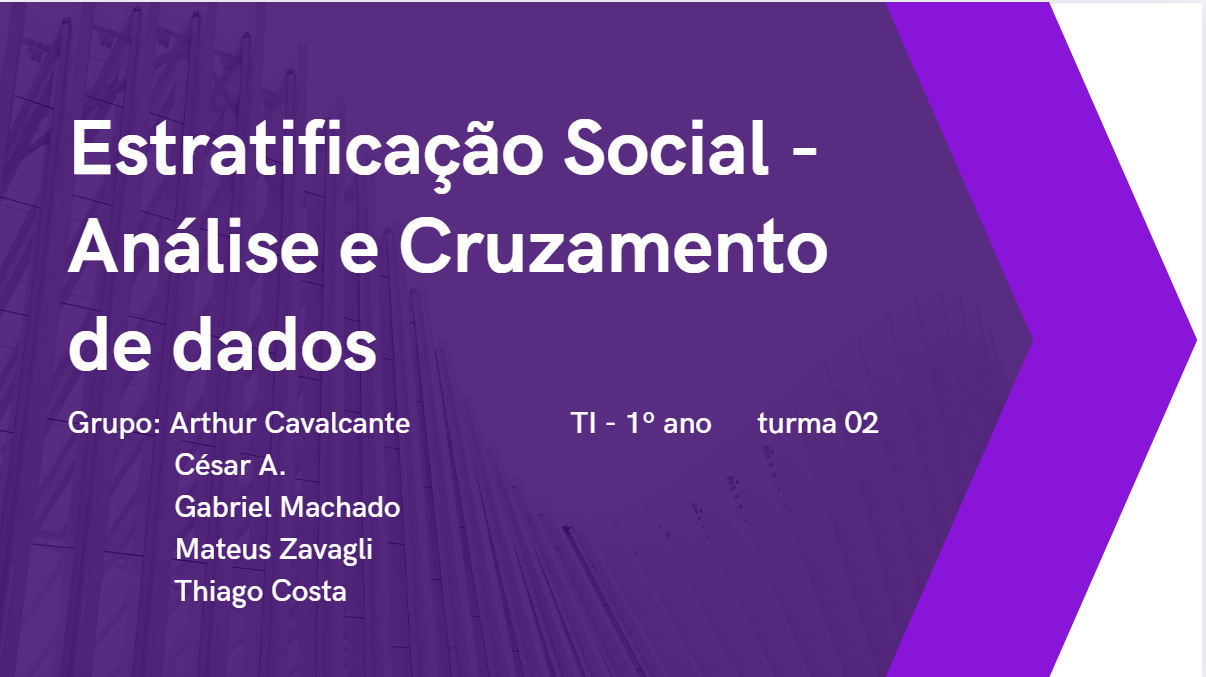 Estratificação Social -
Análise e Cruzamento
de dados
Grupo: Arthur Cavalcante TI - 1º ano turma 02
César A.
Gabriel Machado
Mateus Zavagli
Thiago Costa